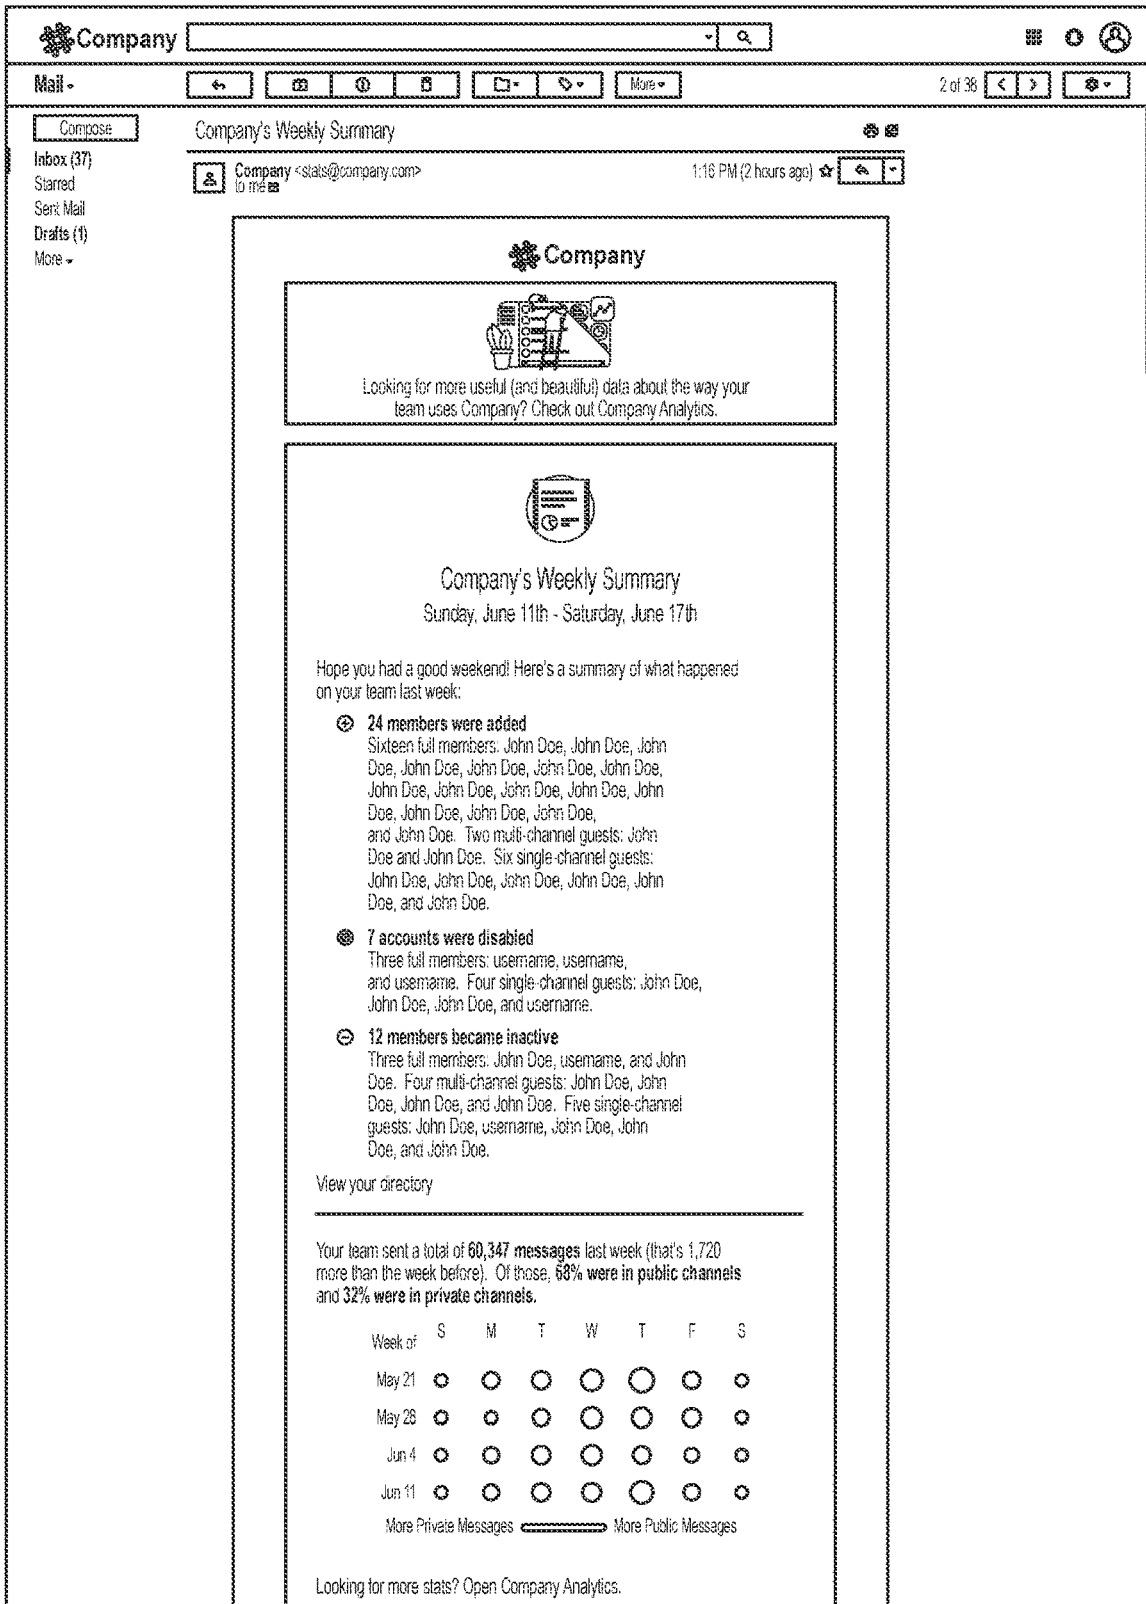 Company
Mail
More
2 of 38
Compose
Inbox (37)
Starred
Sent Mail
Drafts (1)
More
Company's Weekly Summary
Company <stats@company.com>
to me
1:16 PM (2 hours ago)
Company
Looking for more useful (and beautiful) data about the way your
team uses Company? Check out Company Analytics.
Company's Weekly Summary
Sunday, June 11th - Saturday, June 17th
Hope you had a good weekend! Here's a summary of what happened
on your team last week:
24 members were added
Sixteen full members: John Doe, John Doe, John
Doe, John Doe, John Doe, John Doe, John Doe,
John Doe, John Doe, John Doe, John Doe, John
Doe, John Doe, John Doe, John Doe,
and John Doe. Two multi-channel guests: John
Doe and John Doe. Six single-channel guests:
John Doe, John Doe, John Doe, John Doe, John
Doe, and John Doe.
7 accounts were disabled
Three full members: username, username,
and username. Four single-channel guests: John Doe,
John Doe, John Doe, and username.
12 members became inactive
Three full members: John Doe, username, and John
Doe. Four multi-channel guests: John Doe, John
Doe, John Doe, and John Doe. Five single-channel
guests: John Doe, username, John Doe, John
Doe, and John Doe.
View your directory
Your team sent a total of 60,347 messages last week (that's 1,720
more than the week before). Of those, 68% were in public channels
and 32% were in private channels.
Week of S M T W T F S
May 21
May 28
Jun 4
Jun 11
More Private Messages More Public Messages
Looking for more stats? Open Company Analytics.